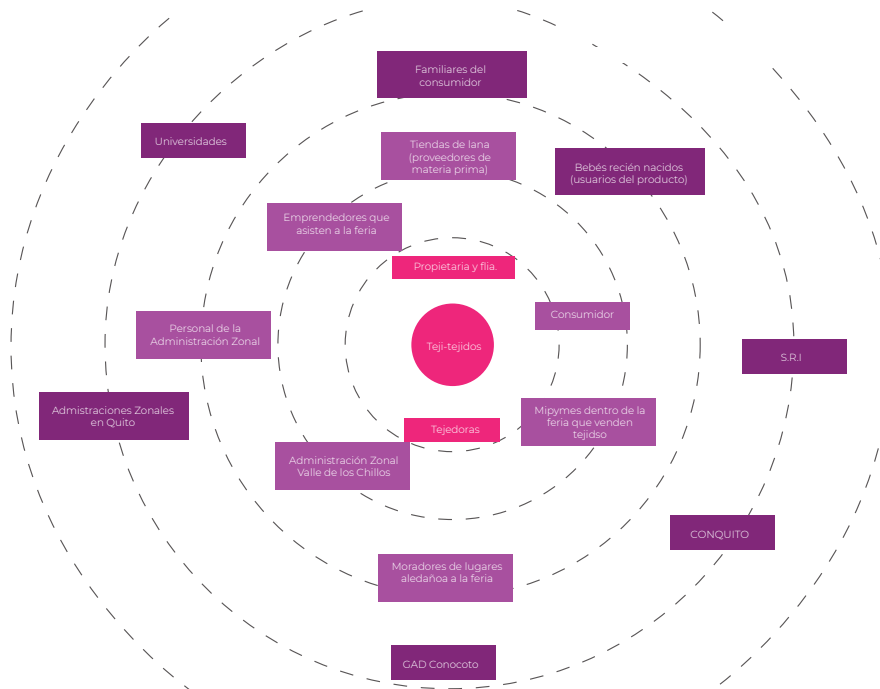 Familiares del
consumidor
Universidades
Tiendas de lana
(proveedores de
materia prima)
Bebés recién nacidos
(usuarios del producto)
Emprendedores que
asisten a la feria
Propietaria y flia.
Consumidor
Personal de la
Administración Zonal
Teji-tejidos
S.R.I
Admistraciones Zonales
en Quito
Mipymes dentro de la
feria que venden
tejidso
Tejedoras
Administración Zonal
Valle de los Chillos
CONQUITO
Moradores de lugares
aledañoa a la feria
GAD Conocoto